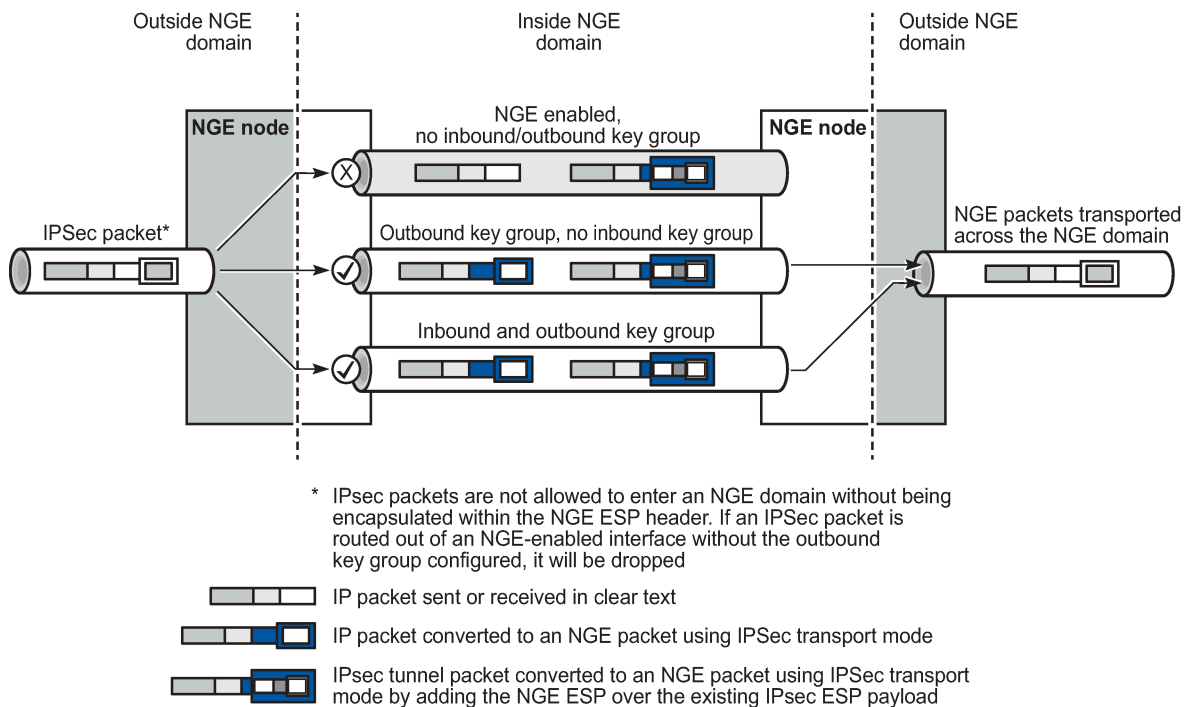 Outside NGE
domain
Inside NGE
domain
Outside NGE
domain
NGE node
NGE enabled,
no inbound/outbound key group
NGE node
X
IPSec packet*
Outbound key group, no inbound key group
NGE packets transported
across the NGE domain
Inbound and outbound key group
* IPsec packets are not allowed to enter an NGE domain without being
encapsulated within the NGE ESP header. If an IPSec packet is
routed out of an NGE-enabled interface without the outbound
key group configured, it will be dropped
IP packet sent or received in clear text
IP packet converted to an NGE packet using IPSec transport mode
IPsec tunnel packet converted to an NGE packet using IPSec transport
mode by adding the NGE ESP over the existing IPsec ESP payload